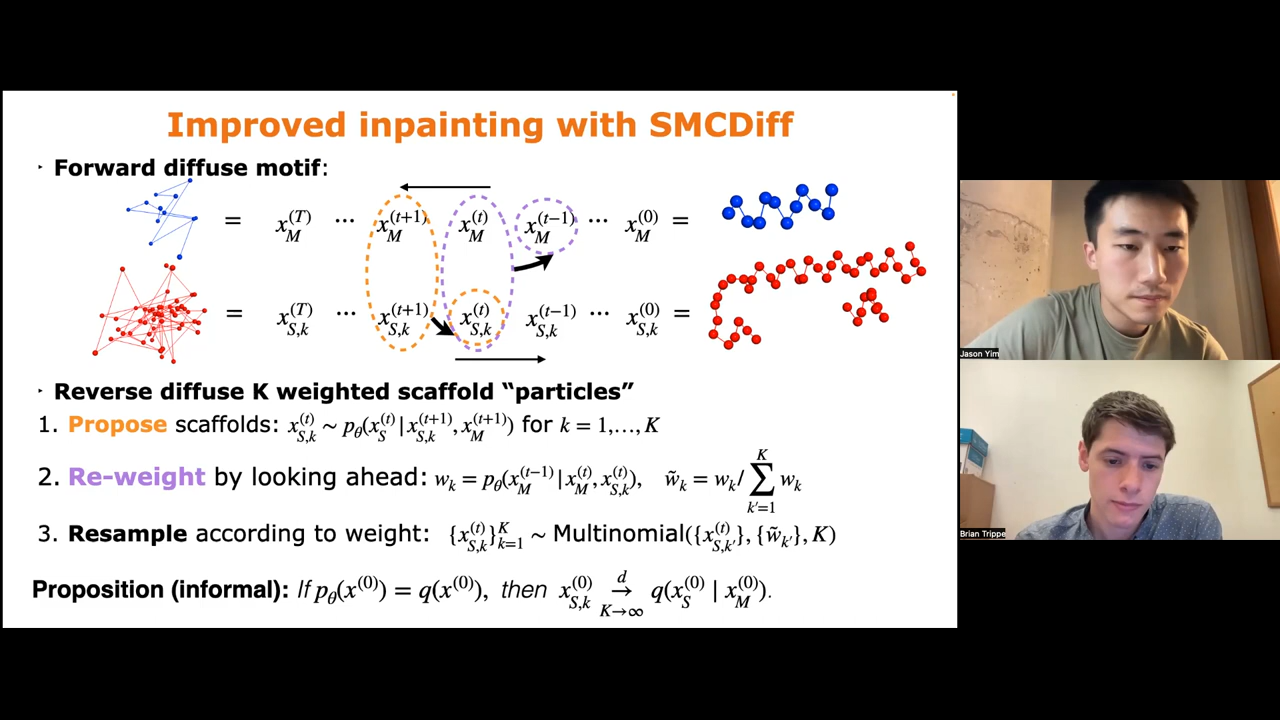 Improved inpainting with SMCDiff
‣ Forward diffuse motif:
= x_M^{(T)} ··· x_M^{(t+1)} x_M^{(t)} x_M^{(t-1)} ··· x_M^{(0)} =
= x_{S,k}^{(T)} ··· x_{S,k}^{(t+1)} x_{S,k}^{(t)} x_{S,k}^{(t-1)} ··· x_{S,k}^{(0)} =
‣ Reverse diffuse K weighted scaffold “particles”
1. Propose scaffolds: x_{S,k}^{(t)} ∼ p_θ(x_S^{(t)} | x_{S,k}^{(t+1)}, x_M^{(t+1)}) for k = 1,…,K
2. Re-weight by looking ahead: w_k = p_θ(x_M^{(t-1)} | x_M^{(t)}, x_{S,k}^{(t)}), w̃_k = w_k / ∑_{k'=1}^{K} w_k
3. Resample according to weight: {x_{S,k}^{(t)}}_{k=1}^{K} ∼ Multinomial({x_{S,k'}^{(t)}}, {w̃_{k'}}, K)
Proposition (informal): If p_θ(x^{(0)}) = q(x^{(0)}), then x_{S,k}^{(0)} →^{d}_{K→∞} q(x_S^{(0)} | x_M^{(0)}).
Jason Yim
Brian Trippe